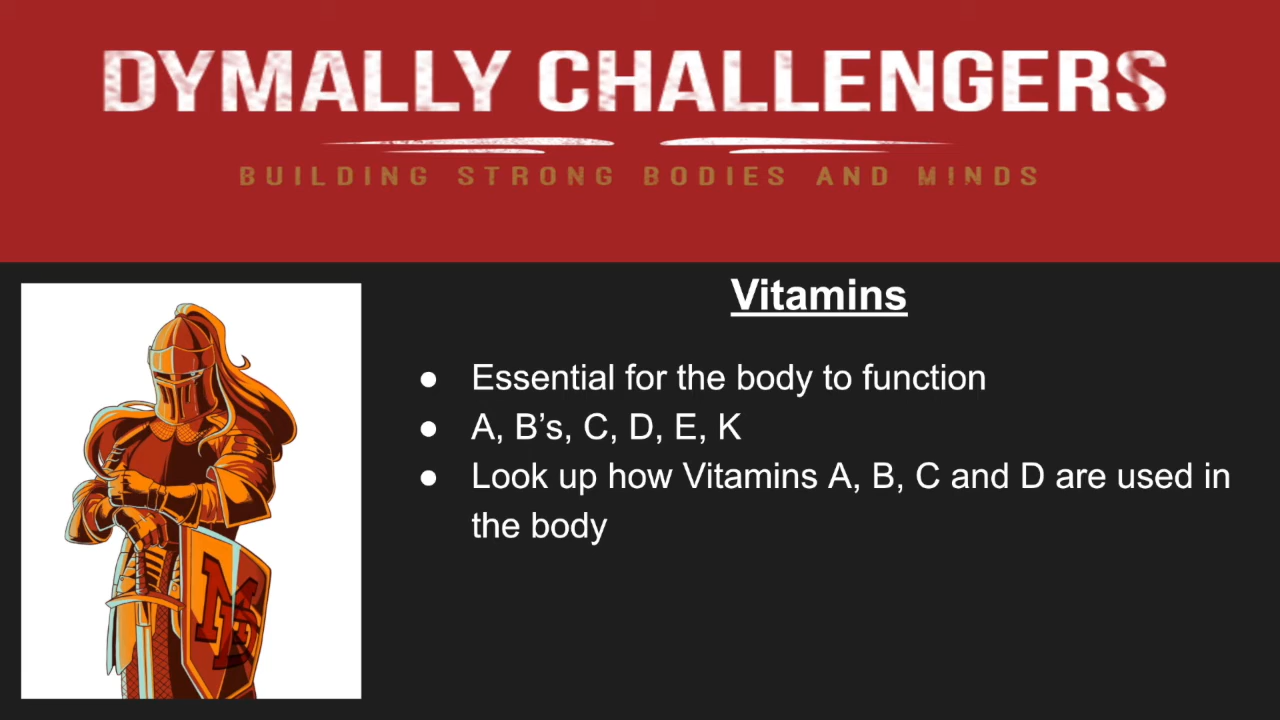 DYMALLY CHALLENGERS
BUILDING STRONG BODIES AND MINDS
Vitamins
● Essential for the body to function
● A, B’s, C, D, E, K
● Look up how Vitamins A, B, C and D are used in
the body